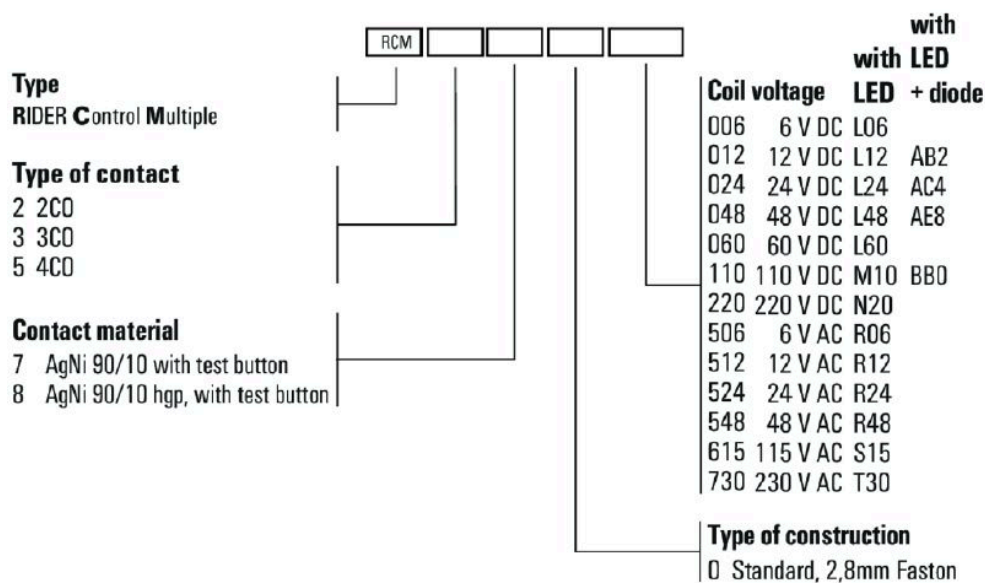 RCM
Type
RIDER Control Multiple
Type of contact
2 2CO
3 3CO
5 4CO
Contact material
7 AgNi 90/10 with test button
8 AgNi 90/10 hgp, with test button
with
with LED
Coil voltage LED + diode
006 6 V DC L06
012 12 V DC L12 AB2
024 24 V DC L24 AC4
048 48 V DC L48 AE8
060 60 V DC L60
110 110 V DC M10 BB0
220 220 V DC N20
506 6 V AC R06
512 12 V AC R12
524 24 V AC R24
548 48 V AC R48
615 115 V AC S15
730 230 V AC T30
Type of construction
0 Standard, 2,8mm Faston